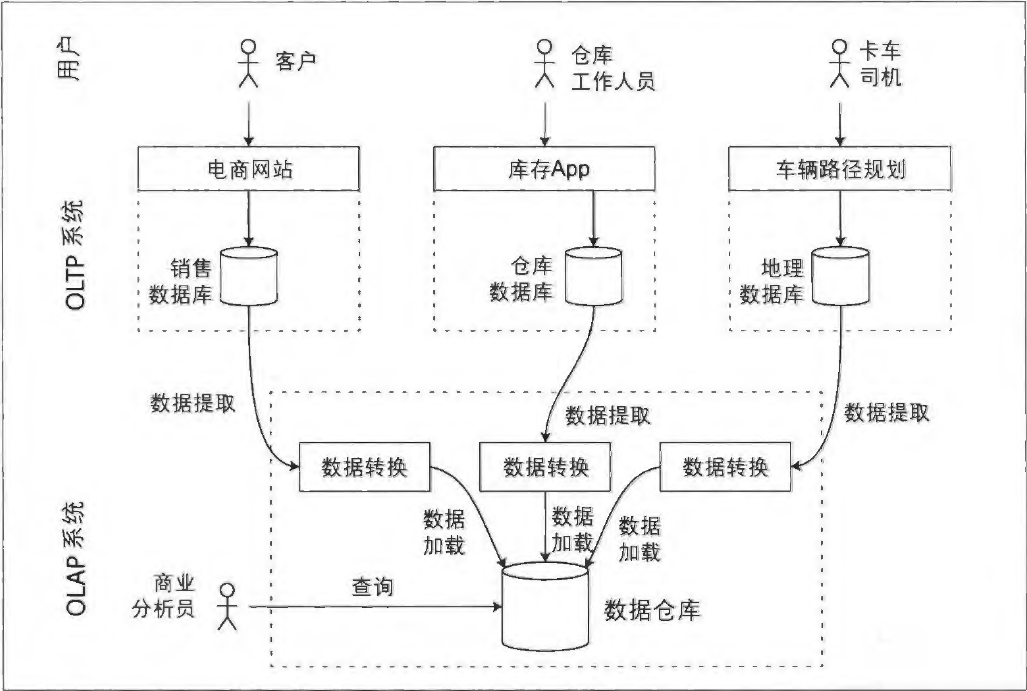 用户
客户
仓库
工作人员
卡车
司机
电商网站
库存App
车辆路径规划
OLTP 系统
销售
数据库
仓库
数据库
地理
数据库
数据提取
数据提取
数据提取
数据转换
数据转换
数据转换
OLAP 系统
数据
加载
数据
加载
数据
加载
商业
分析员
查询
数据仓库